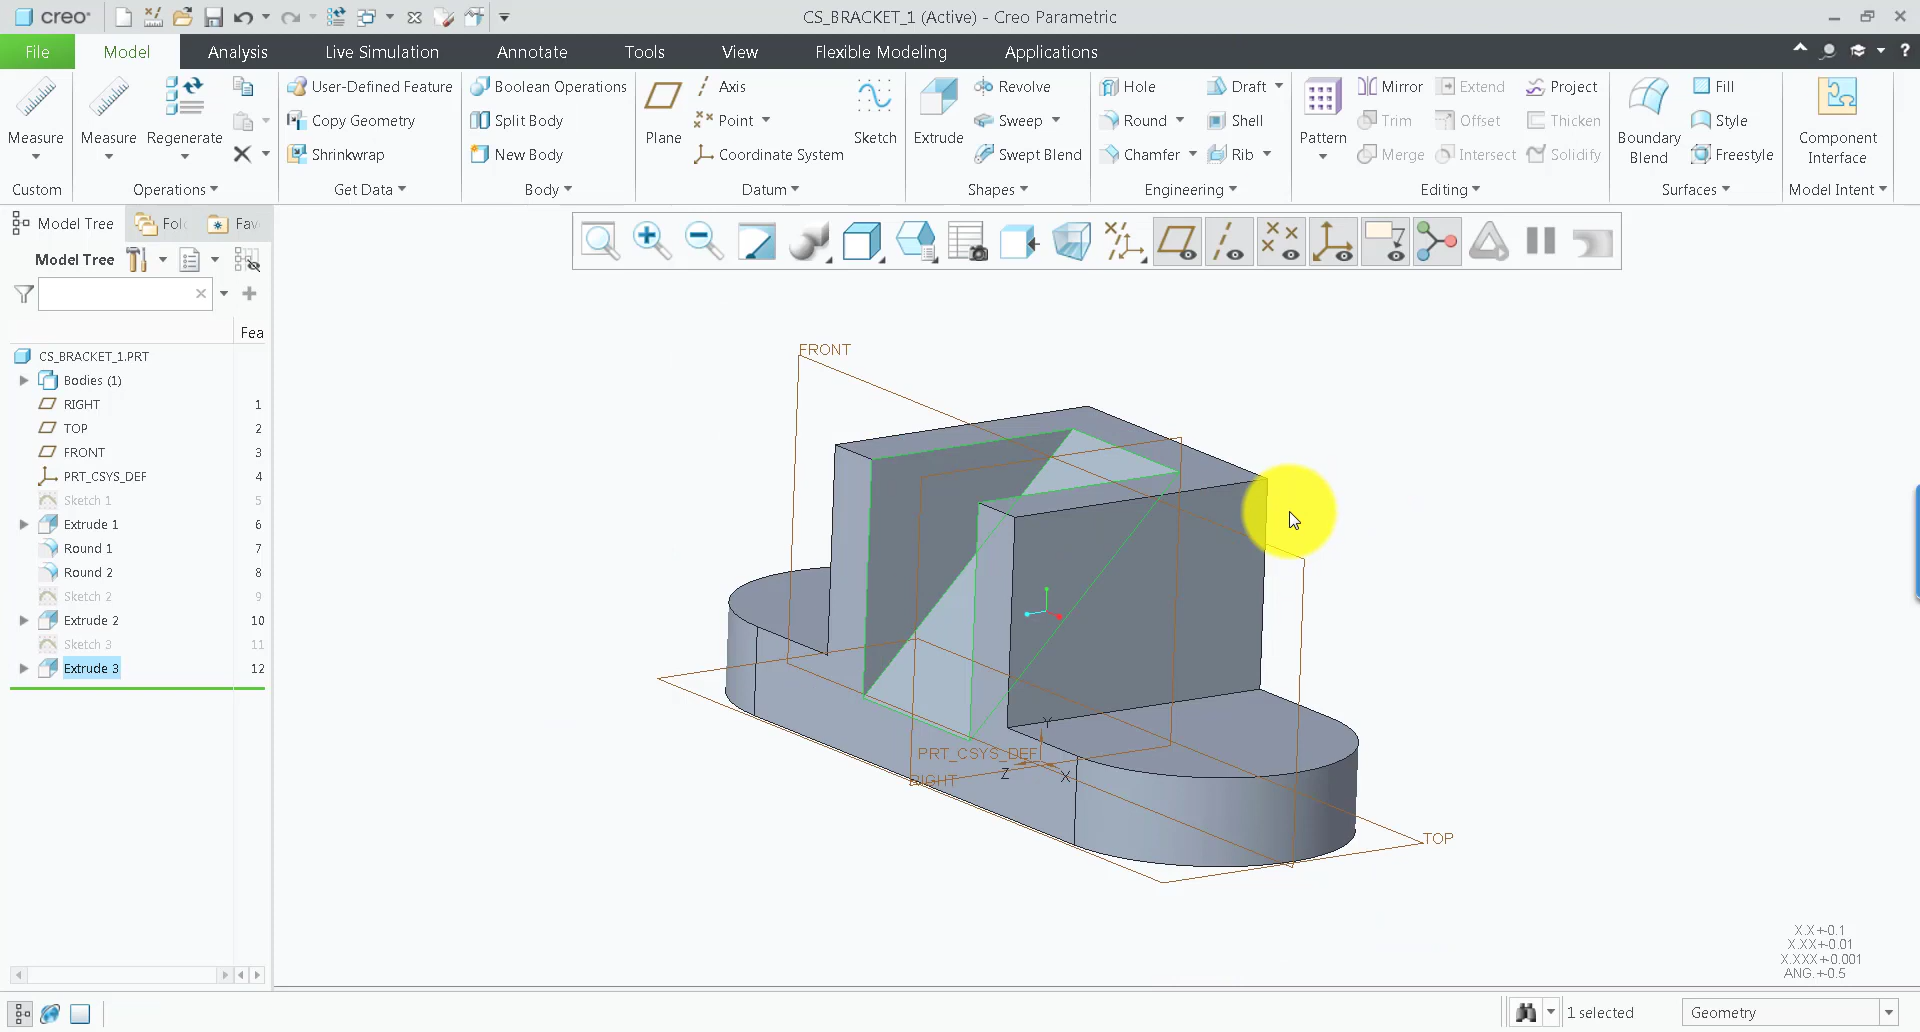 creo
CS_BRACKET_1 (Active) - Creo Parametric
File Model Analysis Live Simulation Annotate Tools View Flexible Modeling Applications
?
Measure
Custom
Measure
Regenerate
Operations
User-Defined Feature
Copy Geometry
Shrinkwrap
Get Data
Boolean Operations
Split Body
New Body
Body
Plane
Axis
Point
Coordinate System
Sketch
Datum
Extrude
Revolve
Sweep
Swept Blend
Shapes
Hole
Round
Chamfer
Draft
Shell
Rib
Engineering
Pattern
Mirror
Trim
Merge
Extend
Offset
Intersect
Project
Thicken
Solidify
Editing
Boundary
Blend
Fill
Style
Freestyle
Surfaces
Component
Interface
Model Intent
Model Tree Fol Fav
Model Tree
Fea
CS_BRACKET_1.PRT
Bodies (1)
RIGHT 1
TOP 2
FRONT 3
PRT_CSYS_DEF 4
Sketch 1 5
Extrude 1 6
Round 1 7
Round 2 8
Sketch 2 9
Extrude 2 10
Sketch 3 11
Extrude 3 12
FRONT
Y
PRT_CSYS_DEF
Z
X
RIGHT
TOP
X.X+-0.1
X.XX+-0.01
X.XXX+-0.001
ANG.+-0.5
1 selected
Geometry